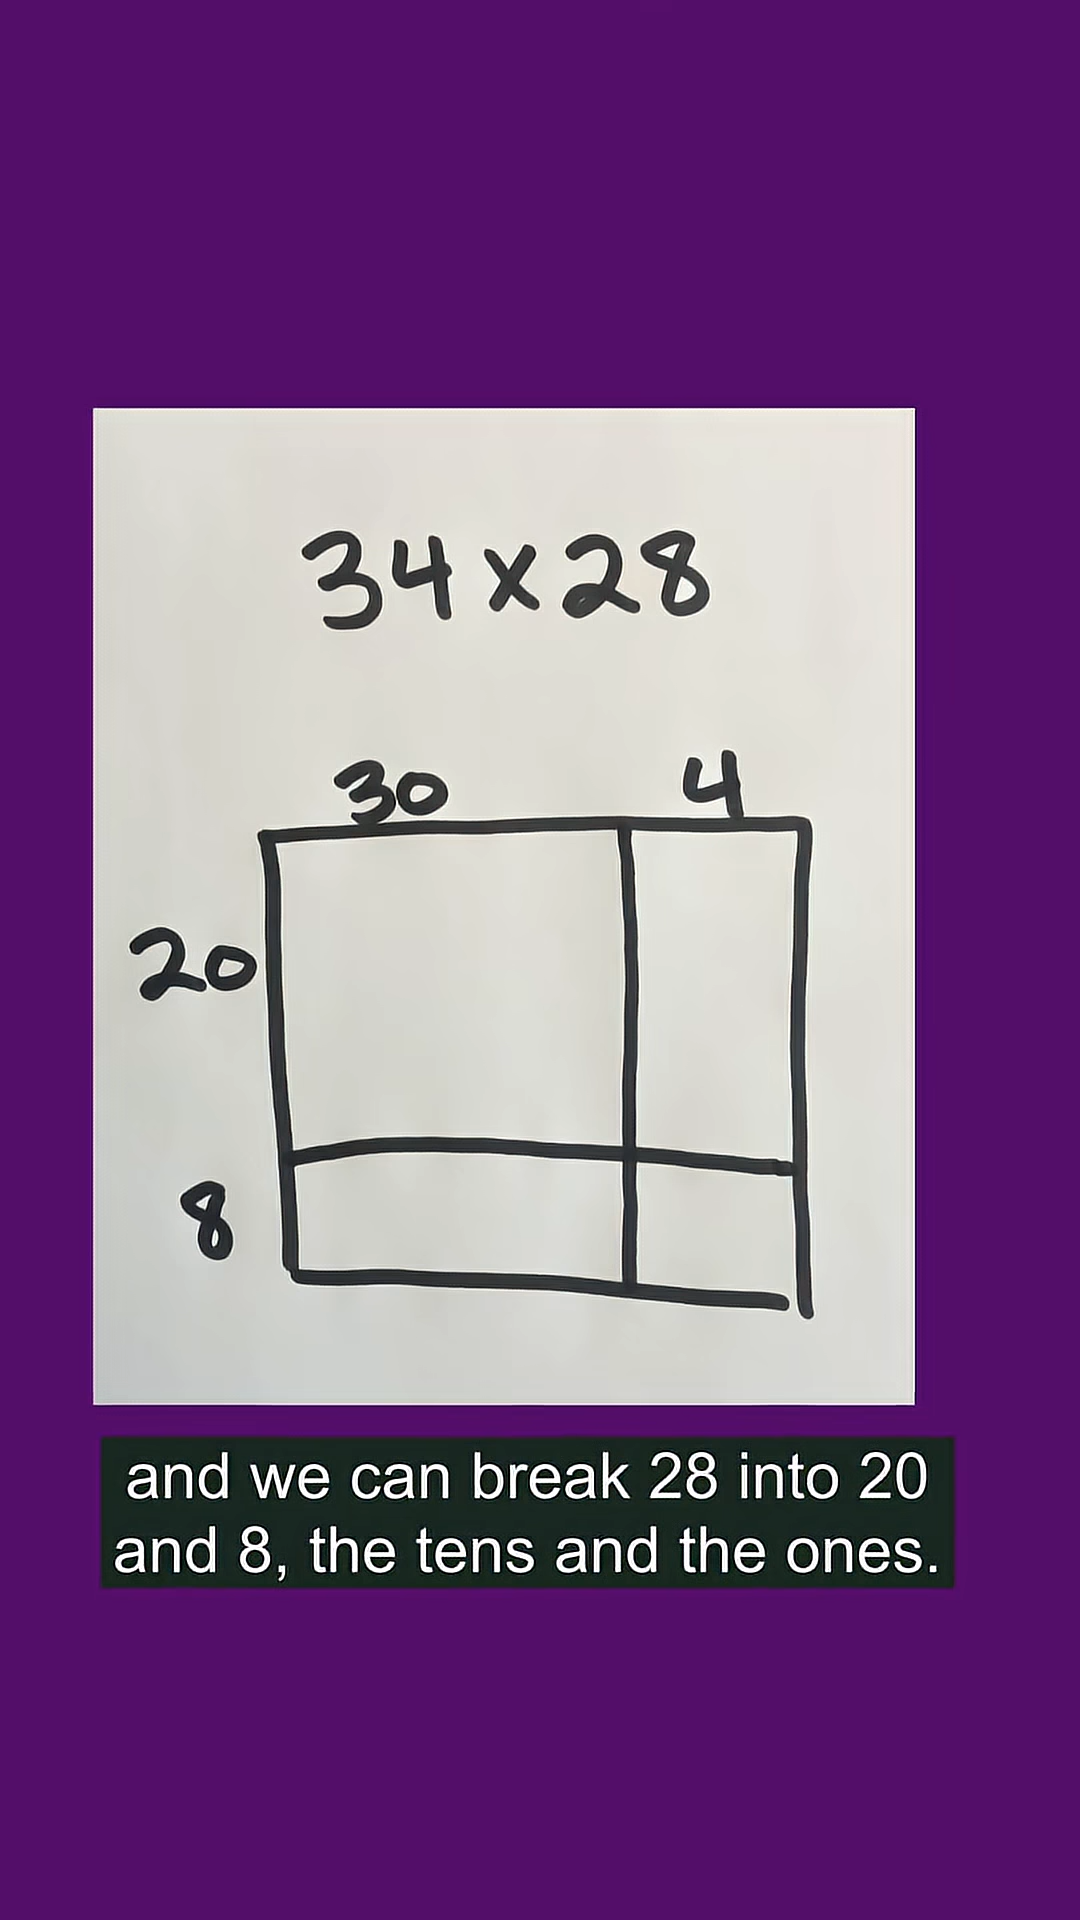 34 x 28
30 4
20
8
and we can break 28 into 20
and 8, the tens and the ones.